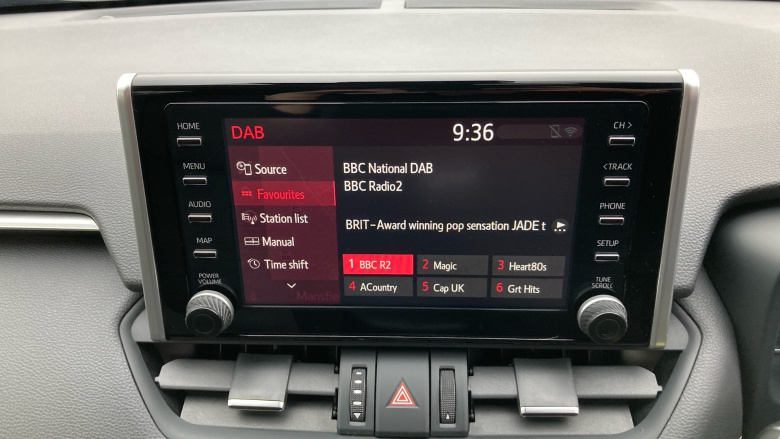 HOME
MENU
AUDIO
MAP
POWER
VOLUME
DAB
9:36
Source
Favourites
Station list
Manual
Time shift
BBC National DAB
BBC Radio2
BRIT-Award winning pop sensation JADE t
1 BBC R2
2 Magic
3 Heart80s
4 ACountry
5 Cap UK
6 Grt Hits
CH >
< TRACK
PHONE
SETUP
TUNE
SCROLL